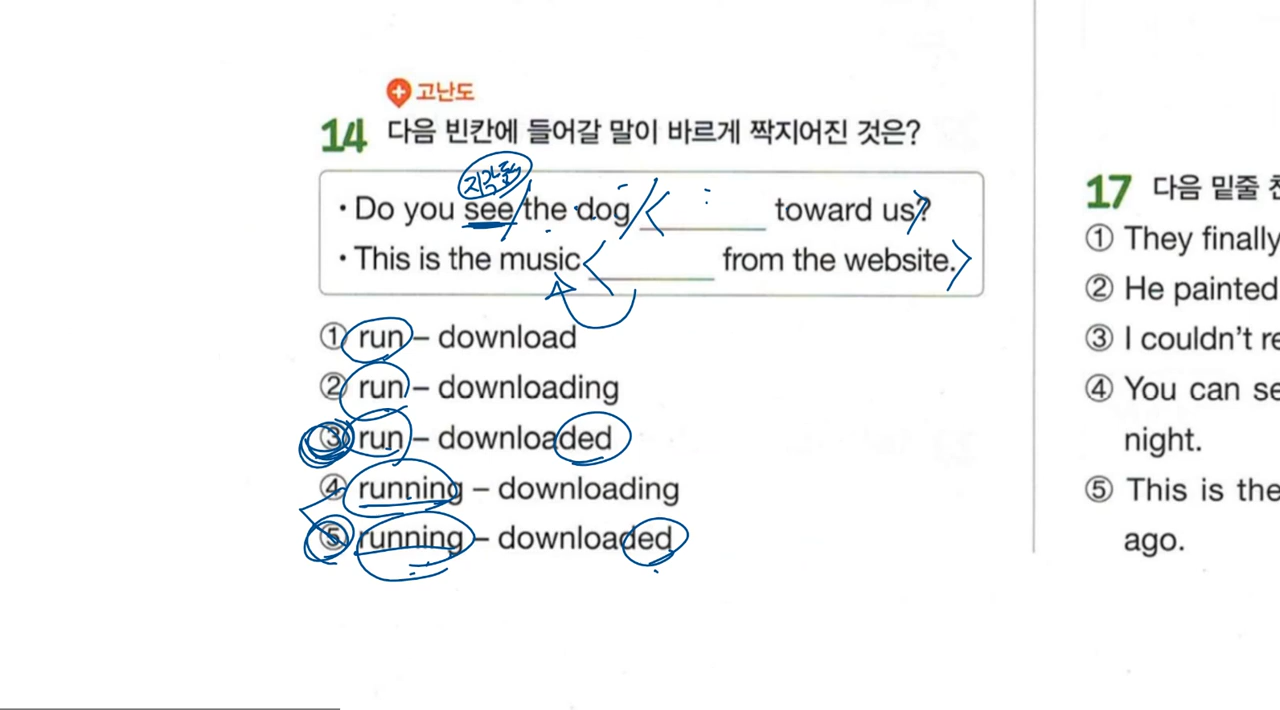 고난도
14 다음 빈칸에 들어갈 말이 바르게 짝지어진 것은?
지각동
• Do you see the dog ________ toward us?
• This is the music ________ from the website.
① run – download
② run – downloading
③ run – downloaded
④ running – downloading
⑤ running – downloaded
17 다음 밑줄 친
① They finally
② He painted
③ I couldn't re
④ You can se
night.
⑤ This is the
ago.